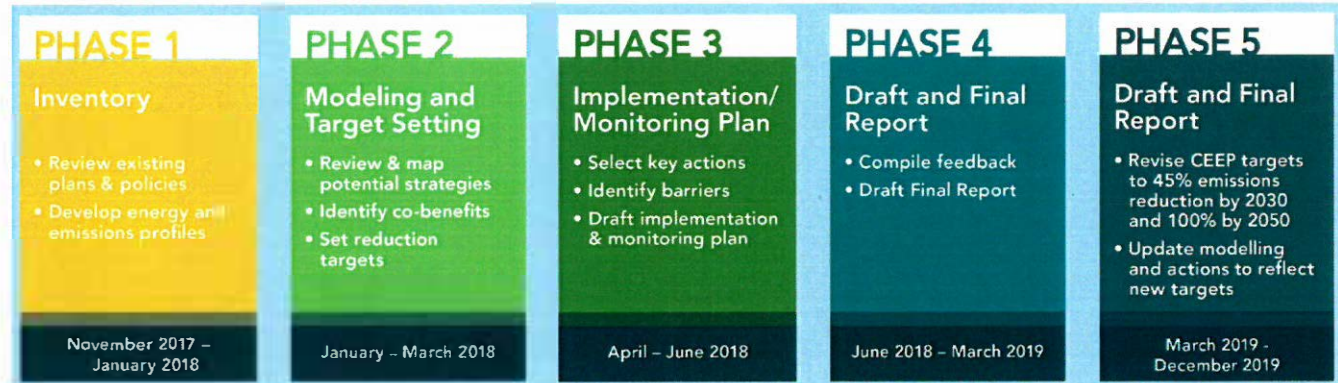 PHASE 1
Inventory
• Review existing
plans & policies
• Develop energy and
emissions profiles
November 2017 –
January 2018
PHASE 2
Modeling and
Target Setting
• Review & map
potential strategies
• Identify co-benefits
• Set reduction
targets
January – March 2018
PHASE 3
Implementation/
Monitoring Plan
• Select key actions
• Identify barriers
• Draft implementation
& monitoring plan
April – June 2018
PHASE 4
Draft and Final
Report
• Compile feedback
• Draft Final Report
June 2018 – March 2019
PHASE 5
Draft and Final
Report
• Revise CEEP targets
to 45% emissions
reduction by 2030
and 100% by 2050
• Update modelling
and actions to reflect
new targets
March 2019 -
December 2019